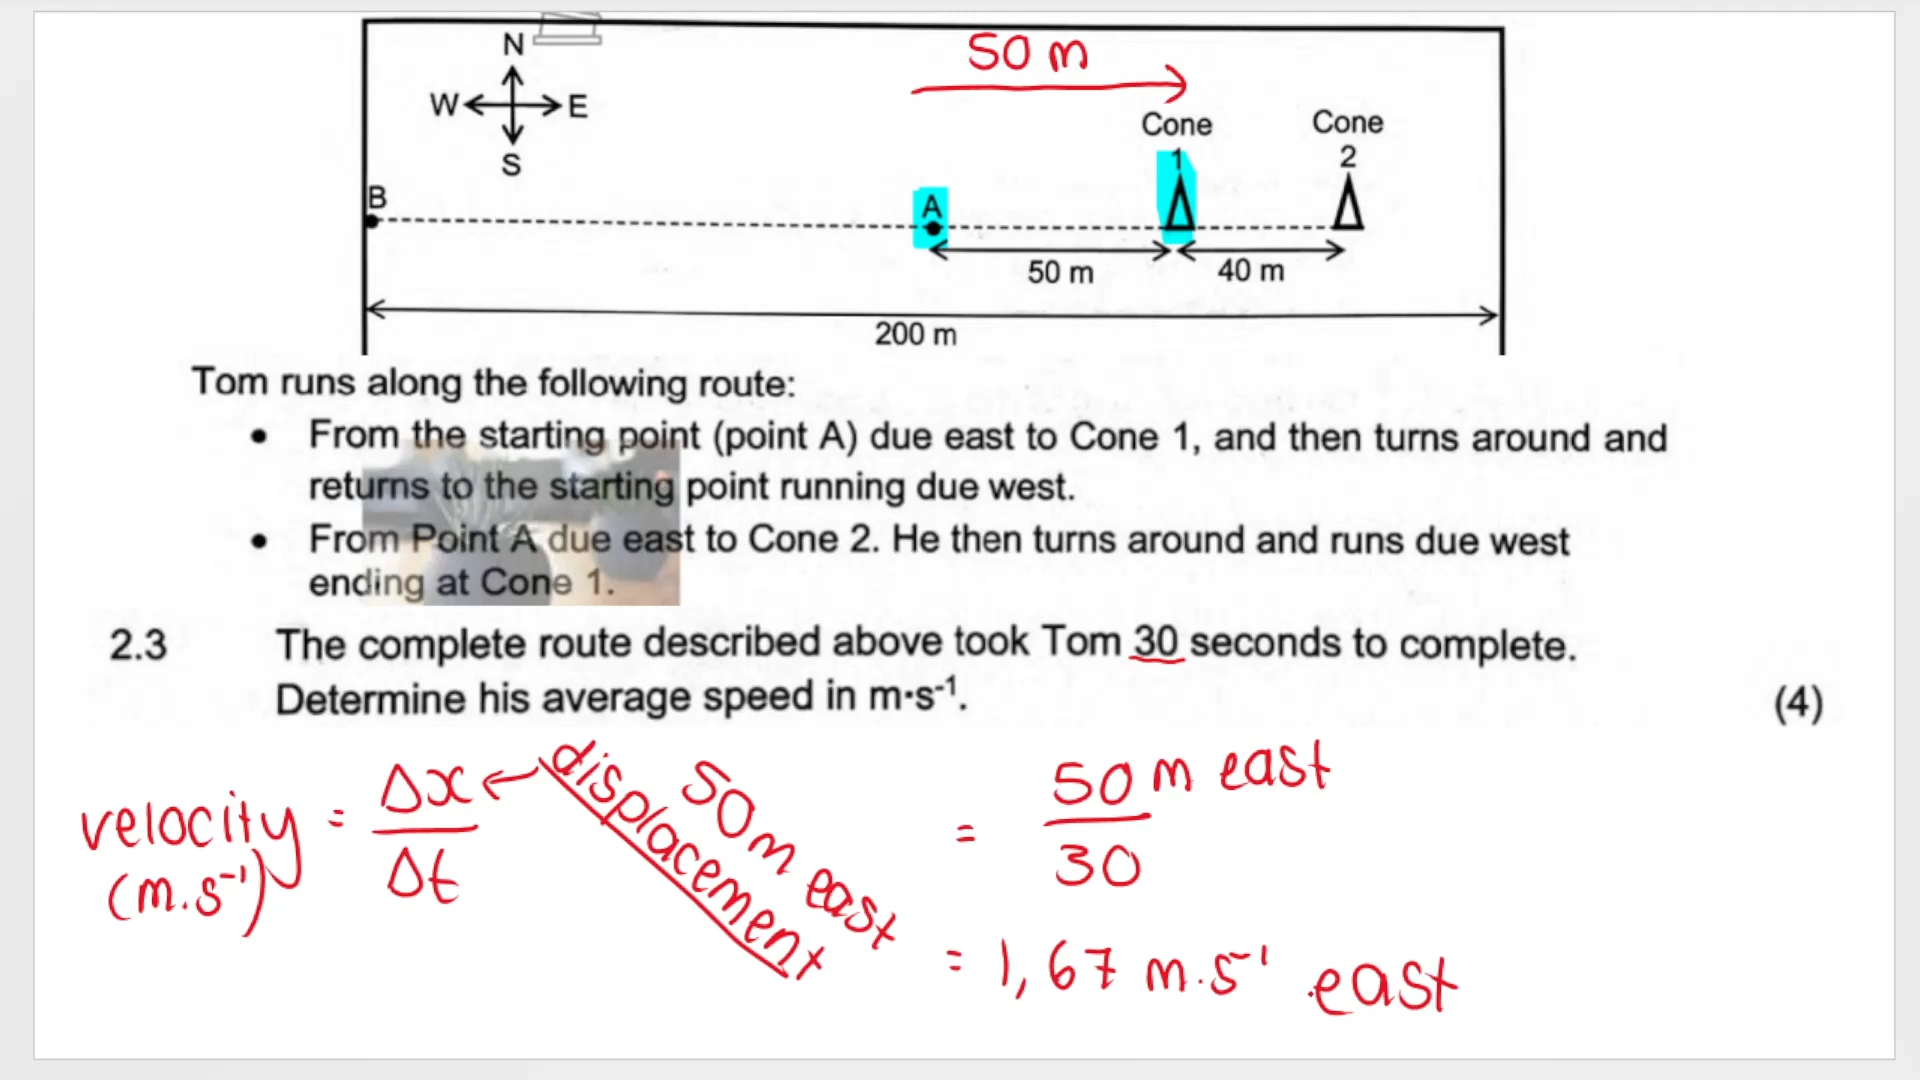 N
50 m
W E
Cone Cone
S 1 2
B A
50 m 40 m
200 m
Tom runs along the following route:
• From the starting point (point A) due east to Cone 1, and then turns around and
returns to the starting point running due west.
• From Point A due east to Cone 2. He then turns around and runs due west
ending at Cone 1.
2.3 The complete route described above took Tom 30 seconds to complete.
Determine his average speed in m·s⁻¹. (4)
velocity = Δx ← displacement
(m.s⁻¹) Δt
50m east
= 50 m east
30
= 1,67 m.s⁻¹ east